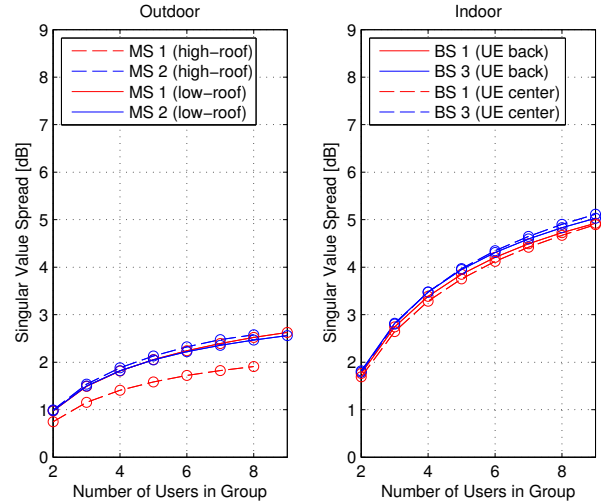 Outdoor
MS 1 (high−roof)
MS 2 (high−roof)
MS 1 (low−roof)
MS 2 (low−roof)
Singular Value Spread [dB]
9
8
7
6
5
4
3
2
1
0
2
4
6
8
Number of Users in Group
Indoor
BS 1 (UE back)
BS 3 (UE back)
BS 1 (UE center)
BS 3 (UE center)
Singular Value Spread [dB]
9
8
7
6
5
4
3
2
1
0
2
4
6
8
Number of Users in Group